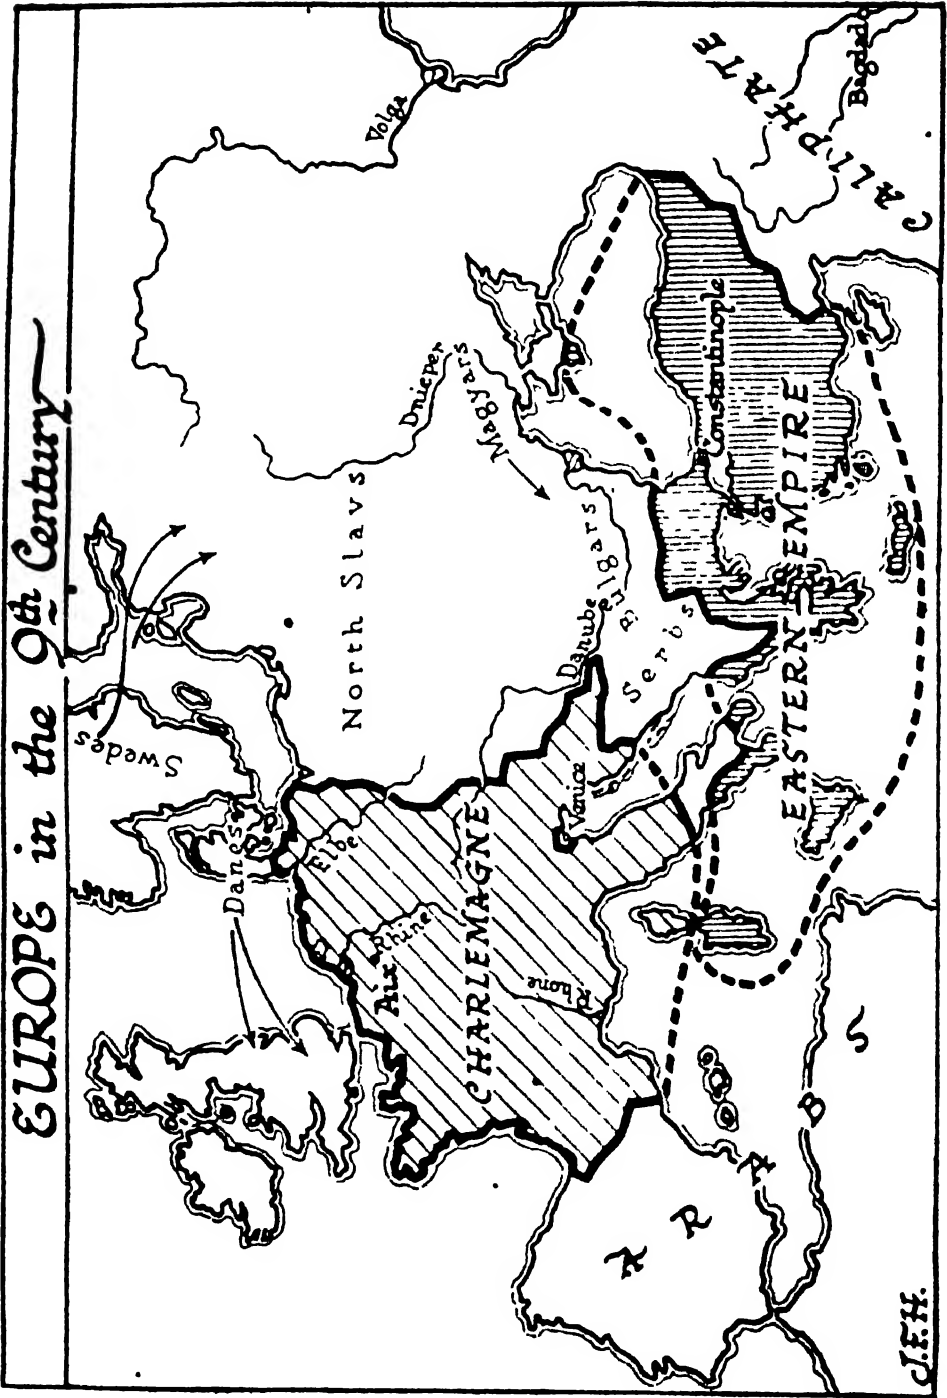 EUROPE in the 9th Century
Swedes
Danes
North Slavs
Volga
Dnieper
Magyars
Elbe
Rhine
Aix
CHARLEMAGNE
Rhone
Venice
Danube
Bulgars
Serbs
Constantinople
EASTERN EMPIRE
CALIPHATE
Bagdad
ARABS
J.F.H.